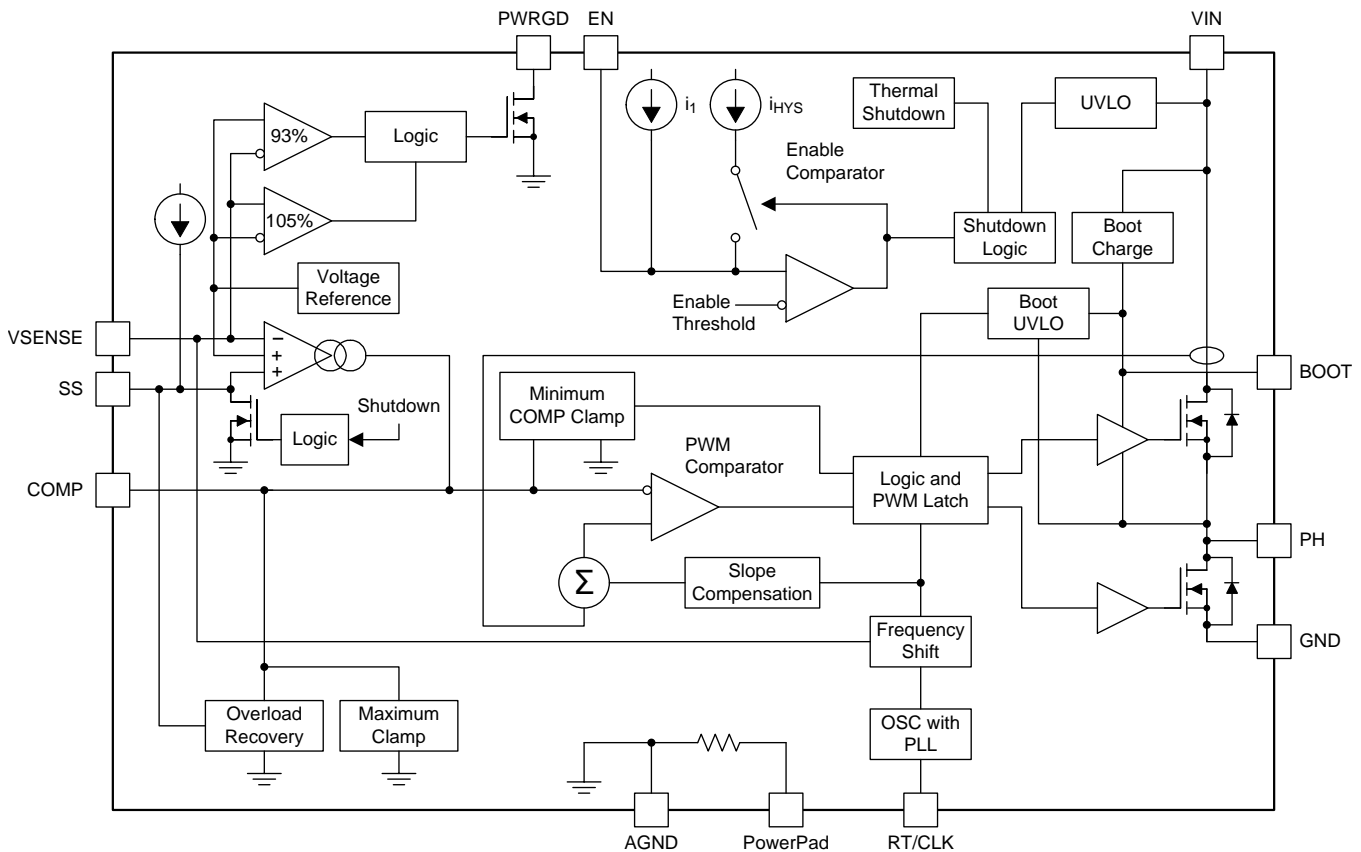 PWRGD
EN
VIN
93%
Logic
i1
iHYS
Thermal
Shutdown
UVLO
Enable
Comparator
105%
Shutdown
Logic
Boot
Charge
Voltage
Reference
Enable
Threshold
Boot
UVLO
VSENSE
−
+
+
SS
BOOT
Shutdown
Logic
Minimum
COMP Clamp
PWM
Comparator
Logic and
PWM Latch
COMP
PH
Σ
Slope
Compensation
Frequency
Shift
GND
Overload
Recovery
Maximum
Clamp
OSC with
PLL
AGND
PowerPad
RT/CLK